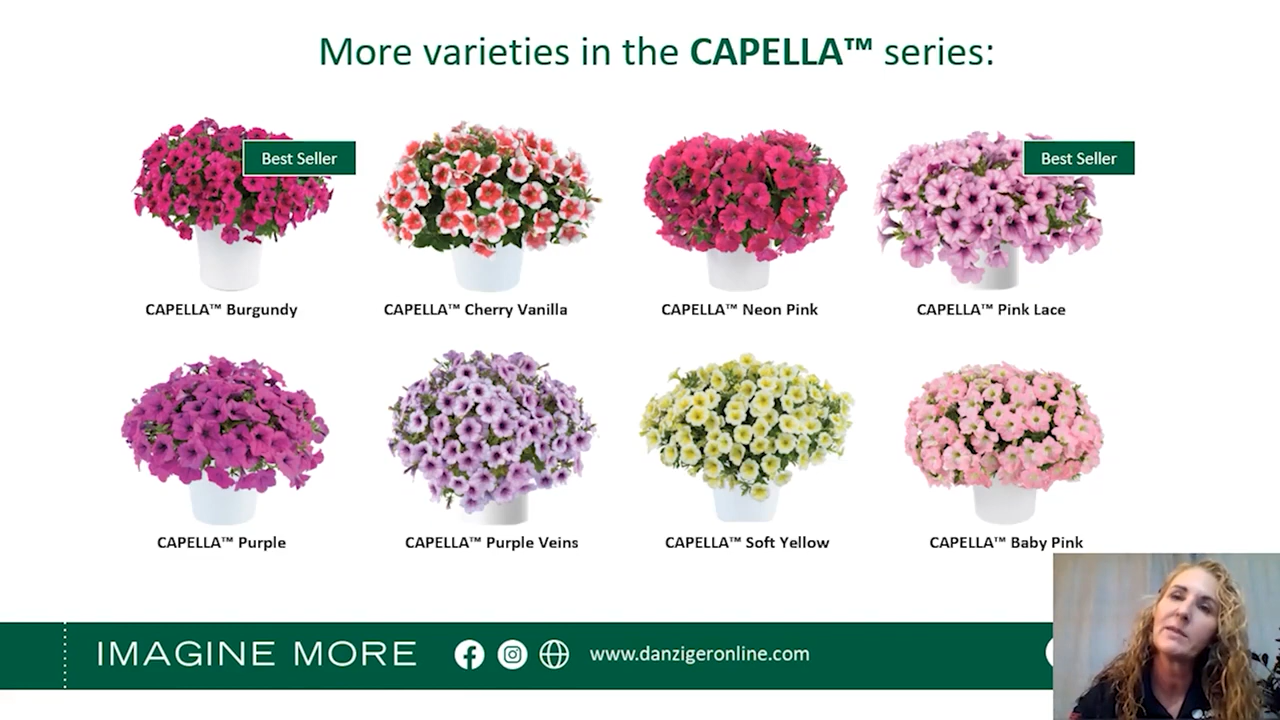 More varieties in the CAPELLA™ series:
Best Seller
Best Seller
CAPELLA™ Burgundy
CAPELLA™ Cherry Vanilla
CAPELLA™ Neon Pink
CAPELLA™ Pink Lace
CAPELLA™ Purple
CAPELLA™ Purple Veins
CAPELLA™ Soft Yellow
CAPELLA™ Baby Pink
IMAGINE MORE
www.danzigeronline.com